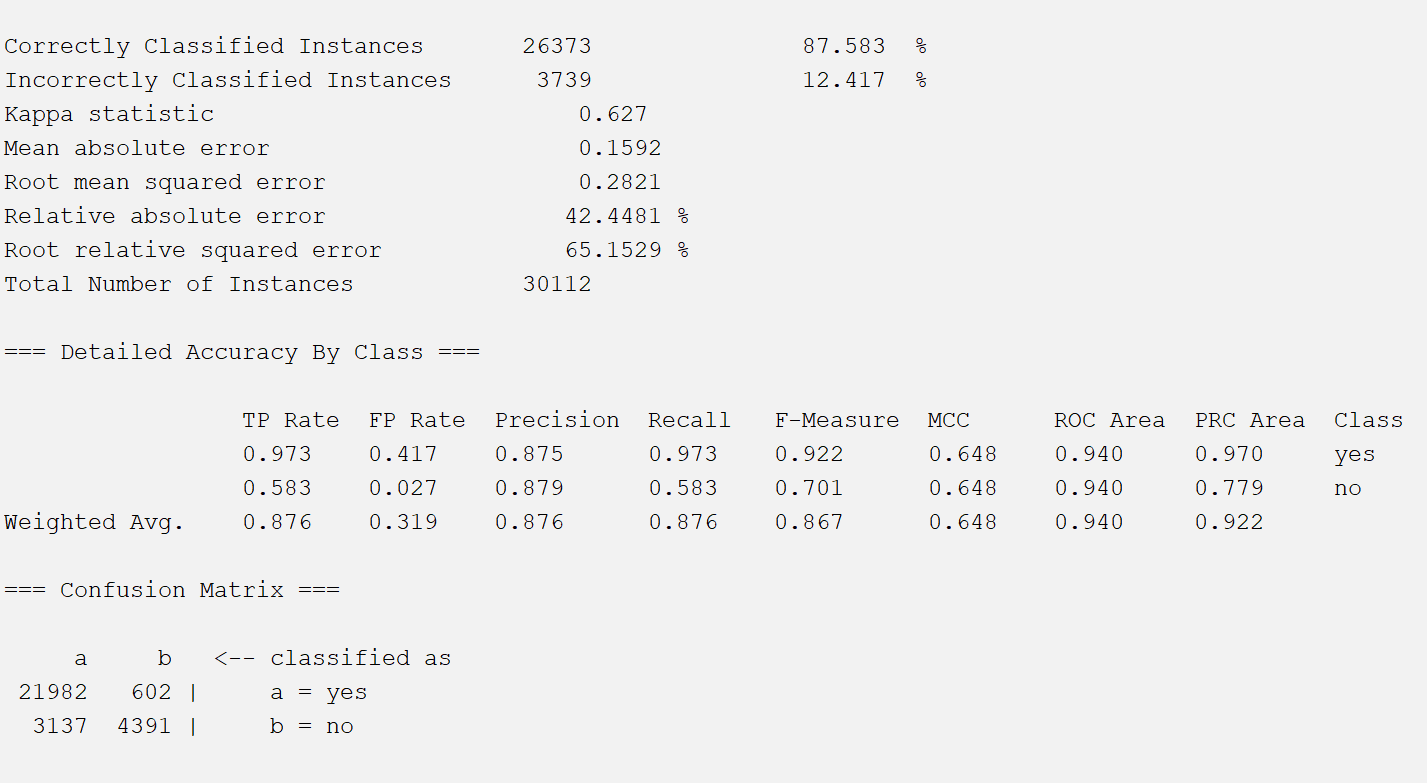 Correctly Classified Instances 26373 87.583 %
Incorrectly Classified Instances 3739 12.417 %
Kappa statistic 0.627
Mean absolute error 0.1592
Root mean squared error 0.2821
Relative absolute error 42.4481 %
Root relative squared error 65.1529 %
Total Number of Instances 30112
=== Detailed Accuracy By Class ===
TP Rate FP Rate Precision Recall F-Measure MCC ROC Area PRC Area Class
0.973 0.417 0.875 0.973 0.922 0.648 0.940 0.970 yes
0.583 0.027 0.879 0.583 0.701 0.648 0.940 0.779 no
Weighted Avg. 0.876 0.319 0.876 0.876 0.867 0.648 0.940 0.922
=== Confusion Matrix ===
a b <-- classified as
21982 602 | a = yes
3137 4391 | b = no